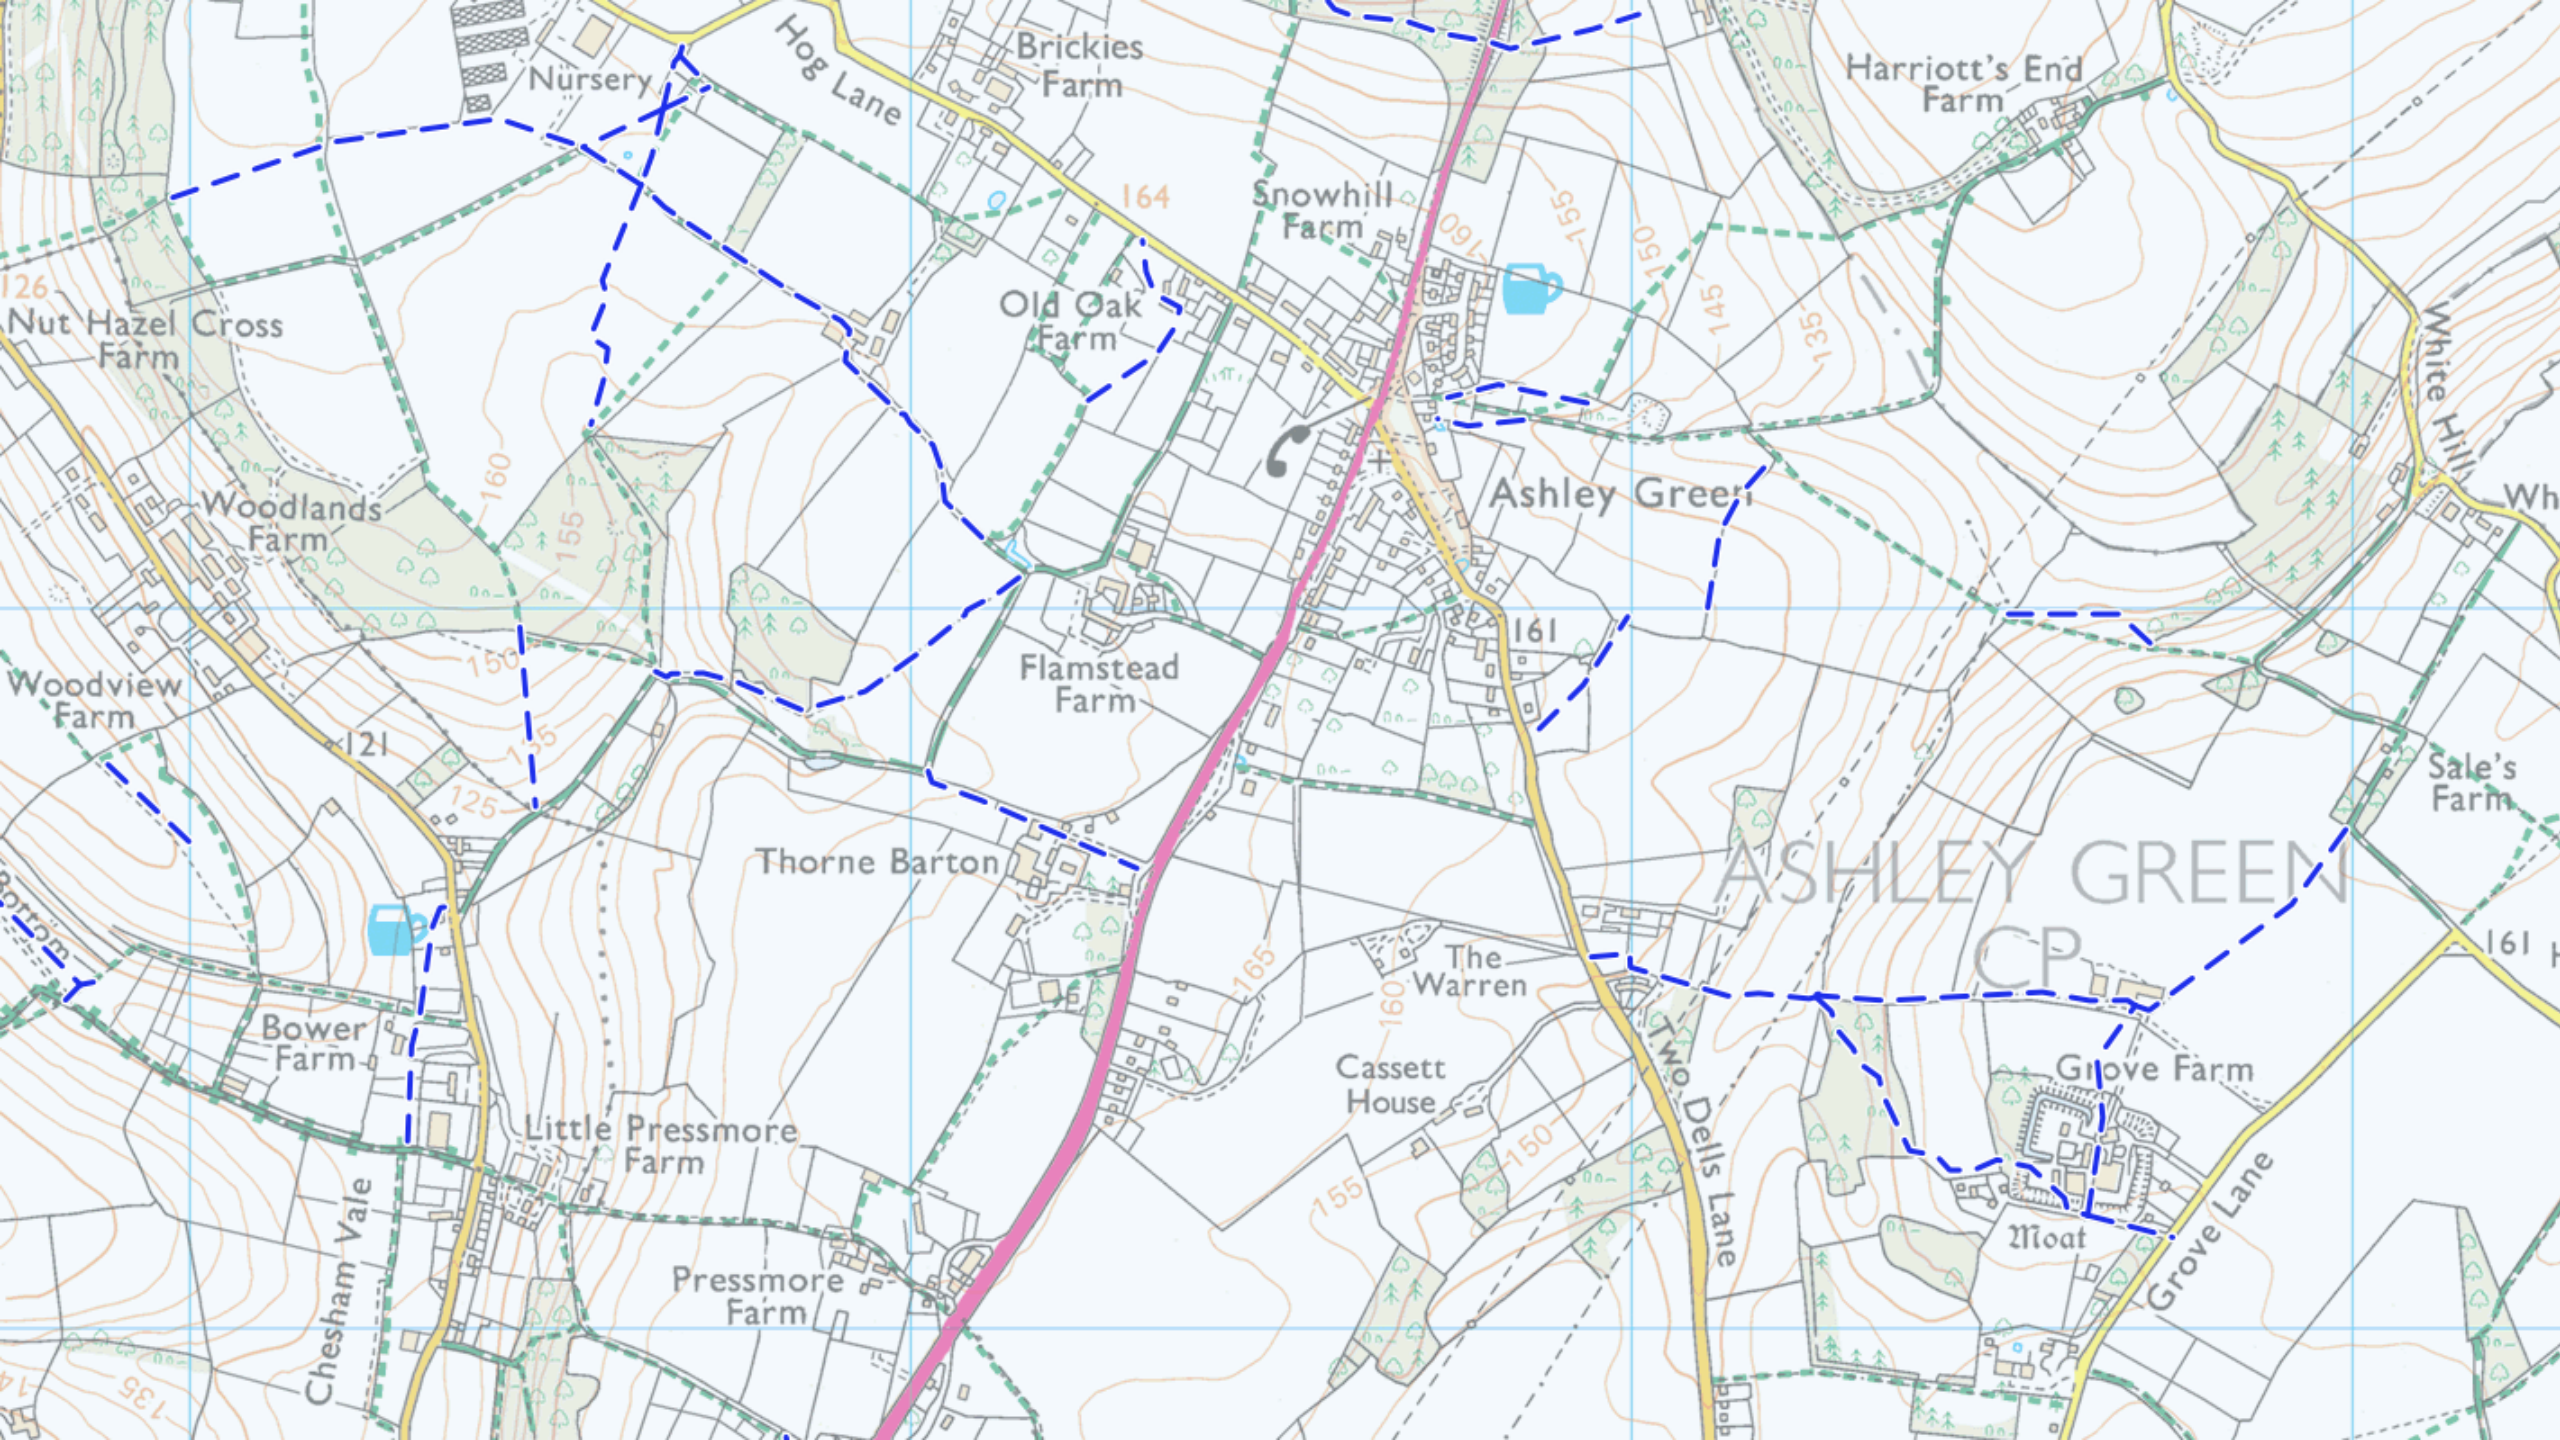 Hog Lane
Brickies
Farm
Nursery
Harriott's End
Farm
164
Snowhill
Farm
160
155
150
145
135
126
Nut Hazel Cross
Farm
Old Oak
Farm
White Hill
160
155
Woodlands
Farm
Ashley Green
Wh
161
150
Woodview
Farm
Flamstead
Farm
121
135
125
Sale's
Farm
Thorne Barton
ASHLEY GREEN
CP
Bottom
165
160
The
Warren
161
H
Bower
Farm
Cassett
House
Two Dells Lane
Grove Farm
Little Pressmore
Farm
150
155
Moat
Grove Lane
Chesham Vale
Pressmore
Farm
135